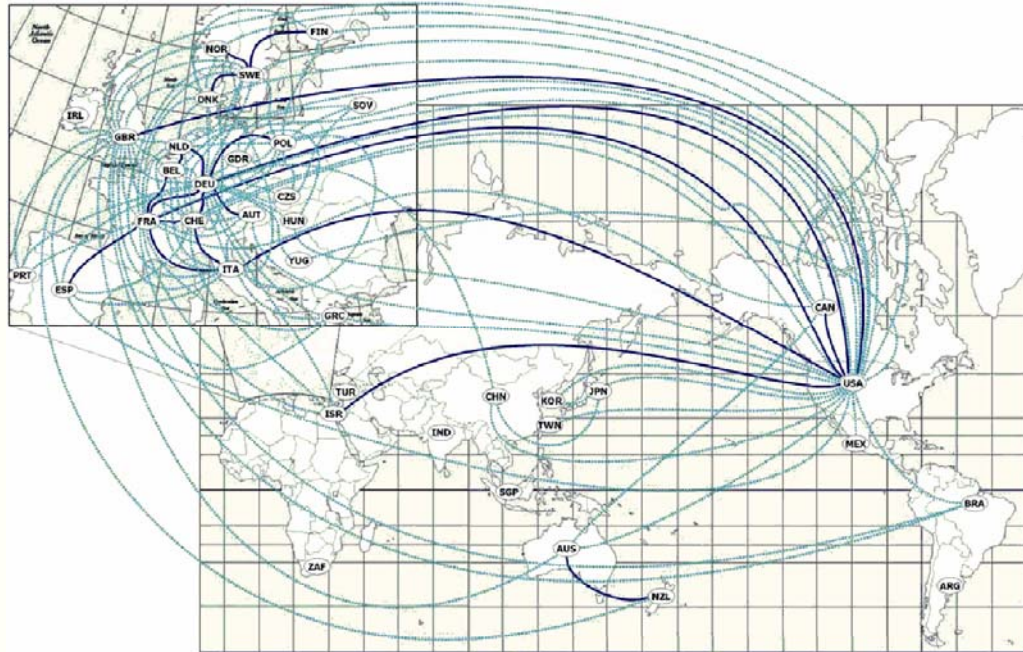 North
Atlantic
Ocean
NOR
FIN
SWE
DNK
SOV
IRL
GBR
NLD
POL
GDR
BEL
DEU
CZS
FRA
CHE
AUT
HUN
ITA
YUG
PRT
ESP
GRC
CAN
USA
TUR
ISR
CHN
KOR
JPN
TWN
IND
MEX
SGP
BRA
AUS
ZAF
NZL
ARG